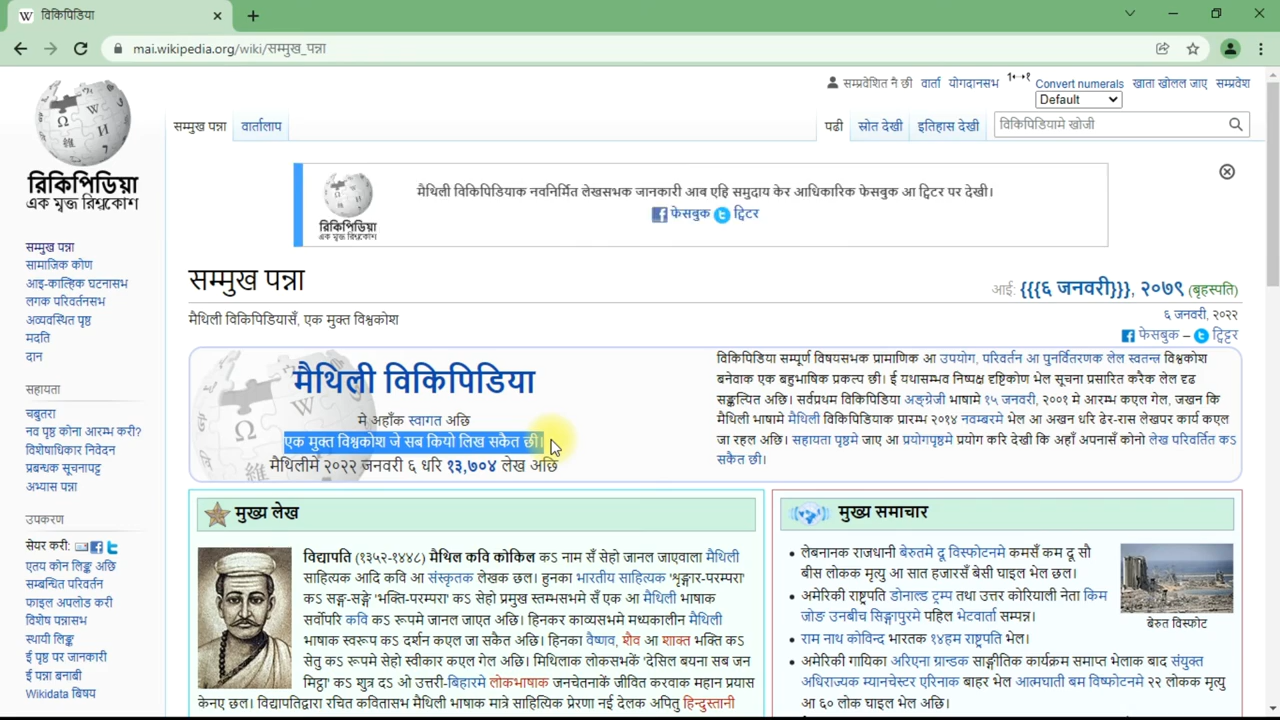 विकिपिडिया
mai.wikipedia.org/wiki/सम्मुख_पन्ना
सम्प्रवेशित नै छी वार्ता योगदानसभ 1↔१ Convert numerals खाता खोलल जाए सम्प्रवेश
Default
सम्मुख पन्ना वार्तालाप पढी स्रोत देखी इतिहास देखी विकिपिडियामे खोजी
एक मुक्त विश्वकोश
मैथिली विकिपिडियाक नवनिर्मित लेखसभक जानकारी आब एहि समुदाय केर आधिकारिक फेसबुक आ ट्विटर पर देखी।
फेसबुक ट्विटर
सम्मुख पन्ना
सामाजिक कोण
आइ-काल्हिक घटनासभ
लगक परिवर्तनसभ
अव्यवस्थित पृष्ठ
मदति
दान
सहायता
चबुतरा
नव पृष्ठ कोना आरम्भ करी?
विशेषाधिकार निवेदन
प्रबन्धक सूचनापट्ट
अभ्यास पन्ना
उपकरण
सेयर करी:
एतय कोन लिङ्क अछि
सम्बन्धित परिवर्तन
फाइल अपलोड करी
विशेष पन्नासभ
स्थायी लिङ्क
ई पृष्ठ पर जानकारी
ई पन्ना बनाबी
Wikidata बिषय
सम्मुख पन्ना
आई: {{{६ जनवरी}}}, २०७९ (बृहस्पति)
मैथिली विकिपिडियासँ, एक मुक्त विश्वकोश
६ जनवरी, २०२२
फेसबुक – ट्विट्टर
मैथिली विकिपिडिया
मे अहाँक स्वागत अछि
एक मुक्त विश्वकोश जे सब कियो लिख सकैत छी।
मैथिलीमे २०२२ जनवरी ६ धरि १३,७०४ लेख अछि
विकिपिडिया सम्पूर्ण विषयसभक प्रामाणिक आ उपयोग, परिवर्तन आ पुनर्वितरणक लेल स्वतन्त्र विश्वकोश
बनेवाक एक बहुभाषिक प्रकल्प छी। ई यथासम्भव निष्पक्ष दृष्टिकोण भेल सूचना प्रसारित करैक लेल दृढ
सङ्कल्पित अछि। सर्वप्रथम विकिपिडिया अङ्ग्रेजी भाषामे १५ जनवरी, २००१ मे आरम्भ कएल गेल, जखन कि
मैथिली भाषामे मैथिली विकिपिडियाक प्रारम्भ २०१४ नवम्बरमे भेल आ अखन धरि ढेर-रास लेखपर कार्य कएल
जा रहल अछि। सहायता पृष्ठमे जाए आ प्रयोगपृष्ठमे प्रयोग करि देखी कि अहाँ अपनासँ कोनो लेख परिवर्तित कऽ
सकैत छी।
मुख्य लेख
विद्यापति (१३५२-१४४८) मैथिल कवि कोकिल कऽ नाम सँ सेहो जानल जाएवाला मैथिली
साहित्यक आदि कवि आ संस्कृतक लेखक छल। हुनका भारतीय साहित्यक 'शृङ्गार-परम्परा'
कऽ सङ्ग-सङ्गे 'भक्ति-परम्परा' कऽ सेहो प्रमुख स्तम्भसभमे सँ एक आ मैथिली भाषाक
सर्वोपरि कवि कऽ रूपमे जानल जाएत अछि। हिनकर काव्यसभमे मध्यकालीन मैथिली
भाषाक स्वरूप कऽ दर्शन कएल जा सकैत अछि। हिनका वैष्णव, शैव आ शाक्त भक्ति कऽ
सेतु कऽ रूपमे सेहो स्वीकार कएल गेल अछि। मिथिलाक लोकसभकेँ 'देसिल बयना सब जन
मिट्ठा' कऽ शुत्र दऽ ओ उत्तरी-बिहारमे लोकभाषाक जनचेतनाकेँ जीवित करवाक महान प्रयास
केनए छल। विद्यापतिद्वारा रचित कवितासभ मैथिली भाषाक मात्रे साहित्यिक प्रेरणा नई देलक अपितु हिन्दुस्तानी
मुख्य समाचार
लेबनानक राजधानी बेरुतमे दू विस्फोटनमे कमसँ कम दू सौ
बीस लोकक मृत्यु आ सात हजारसँ बेसी घाइल भेल छल।
अमेरिकी राष्ट्रपति डोनाल्ड ट्रम्प तथा उत्तर कोरियाली नेता किम
जोङ उनबीच सिङ्गापुरमे पहिल भेटवार्ता सम्पन्न।
राम नाथ कोविन्द भारतक १४हम राष्ट्रपति भेल।
अमेरिकी गायिका अरिएना ग्रान्डक साङ्गीतिक कार्यक्रम समाप्त भेलाक बाद संयुक्त
अधिराज्यक म्यानचेस्टर एरिनाक बाहर भेल आत्मघाती बम विष्फोटनमे २२ लोकक मृत्यु
आ ६० लोक घाइल भेल अछि।
बेरुत विस्फोट